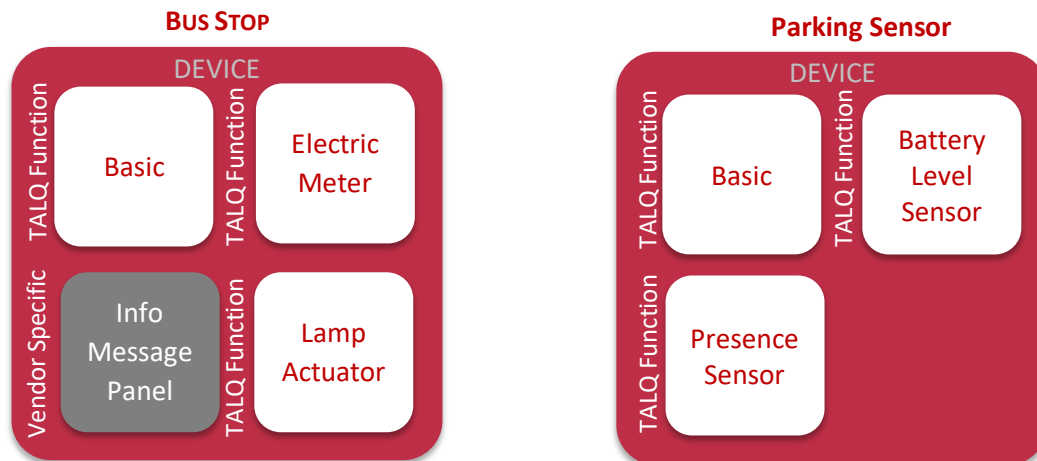 BUS STOP
DEVICE
TALQ Function
Basic
TALQ Function
Electric
Meter
Vendor Specific
Info
Message
Panel
TALQ Function
Lamp
Actuator
Parking Sensor
DEVICE
TALQ Function
Basic
TALQ Function
Battery
Level
Sensor
TALQ Function
Presence
Sensor